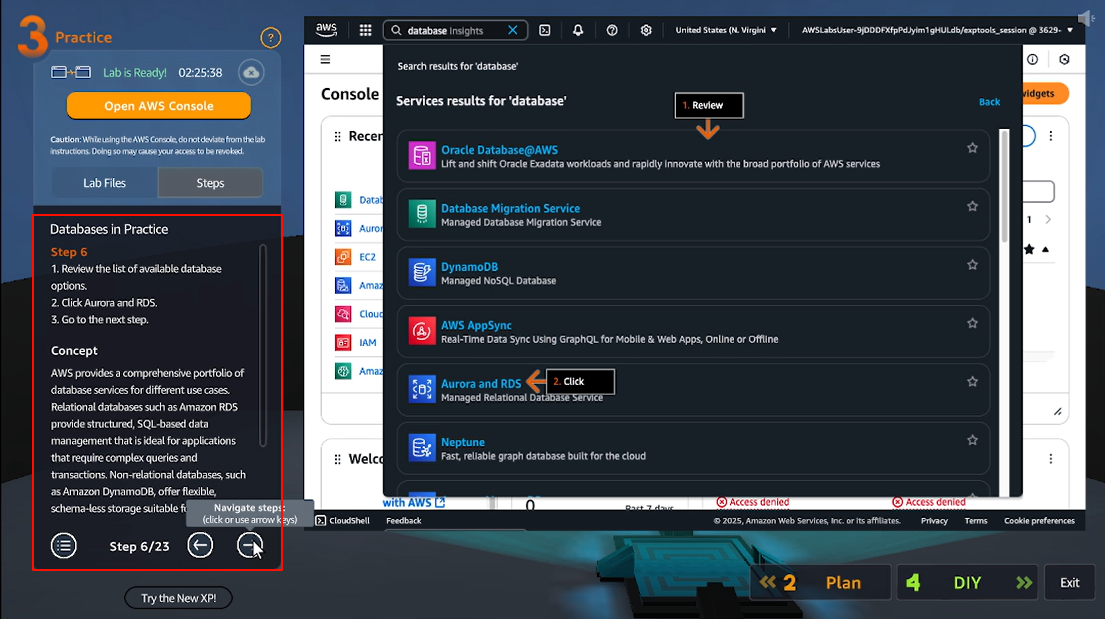 3 Practice
?
Lab is Ready! 02:25:38
Open AWS Console
Caution: While using the AWS Console, do not deviate from the lab
instructions. Doing so may cause your access to be revoked.
Lab Files
Steps
Databases in Practice
Step 6
1. Review the list of available database
options.
2. Click Aurora and RDS.
3. Go to the next step.
Concept
AWS provides a comprehensive portfolio of
database services for different use cases.
Relational databases such as Amazon RDS
provide structured, SQL-based data
management that is ideal for applications
that require complex queries and
transactions. Non-relational databases, such
as Amazon DynamoDB, offer flexible,
schema-less storage suitable f
Navigate steps:
(click or use arrow keys)
Step 6/23
Try the New XP!
aws
database Insights
United States (N. Virgini
AWSLabsUser-9jDDDFXfpPdJyim1gHULdb/exptools_session @ 3629-
Console
widgets
Recen
Datab
Auror
EC2
Amaz
Cloud
IAM
Amaz
1
Welco
with AWS
0
Past 7 days
Access denied
Access denied
Search results for 'database'
Services results for 'database'
Back
1. Review
Oracle Database@AWS
Lift and shift Oracle Exadata workloads and rapidly innovate with the broad portfolio of AWS services
Database Migration Service
Managed Database Migration Service
DynamoDB
Managed NoSQL Database
AWS AppSync
Real-Time Data Sync Using GraphQL for Mobile & Web Apps, Online or Offline
Aurora and RDS
2. Click
Managed Relational Database Service
Neptune
Fast, reliable graph database built for the cloud
CloudShell
Feedback
© 2025, Amazon Web Services, Inc. or its affiliates.
Privacy
Terms
Cookie preferences
2 Plan
4 DIY
Exit